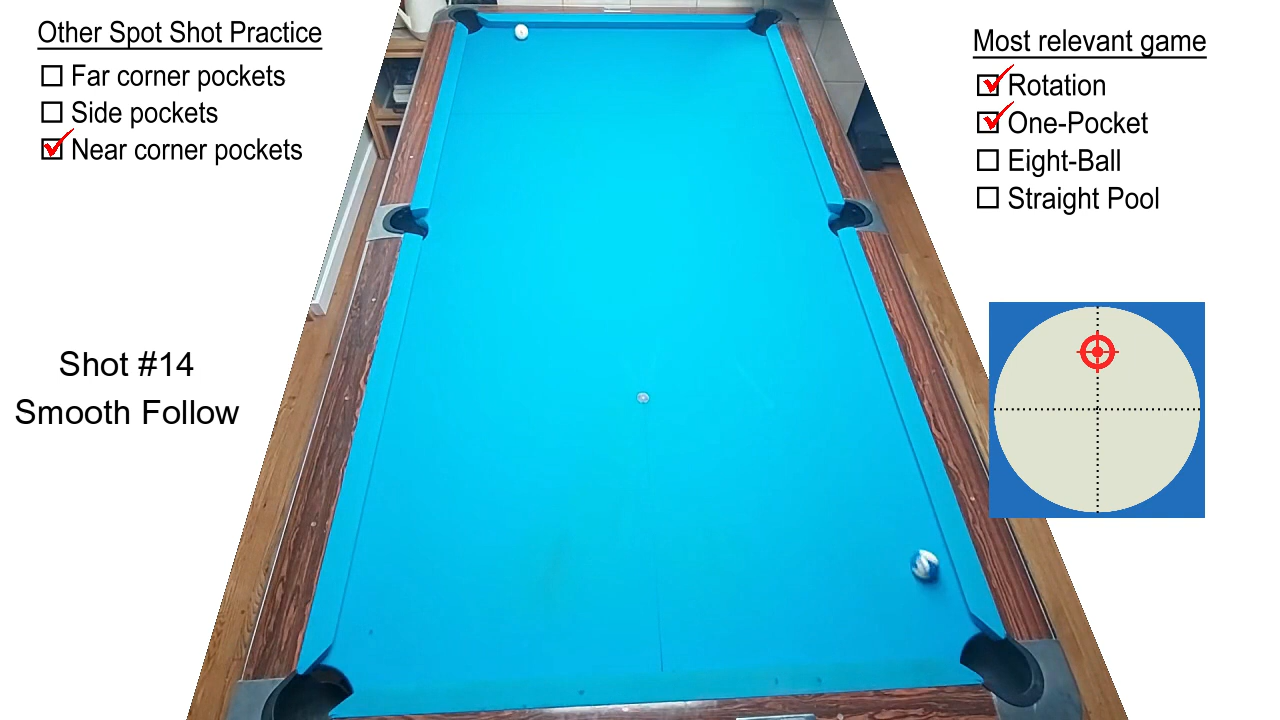 Other Spot Shot Practice
Far corner pockets
Side pockets
Near corner pockets
Most relevant game
Rotation
One-Pocket
Eight-Ball
Straight Pool
Shot #14
Smooth Follow